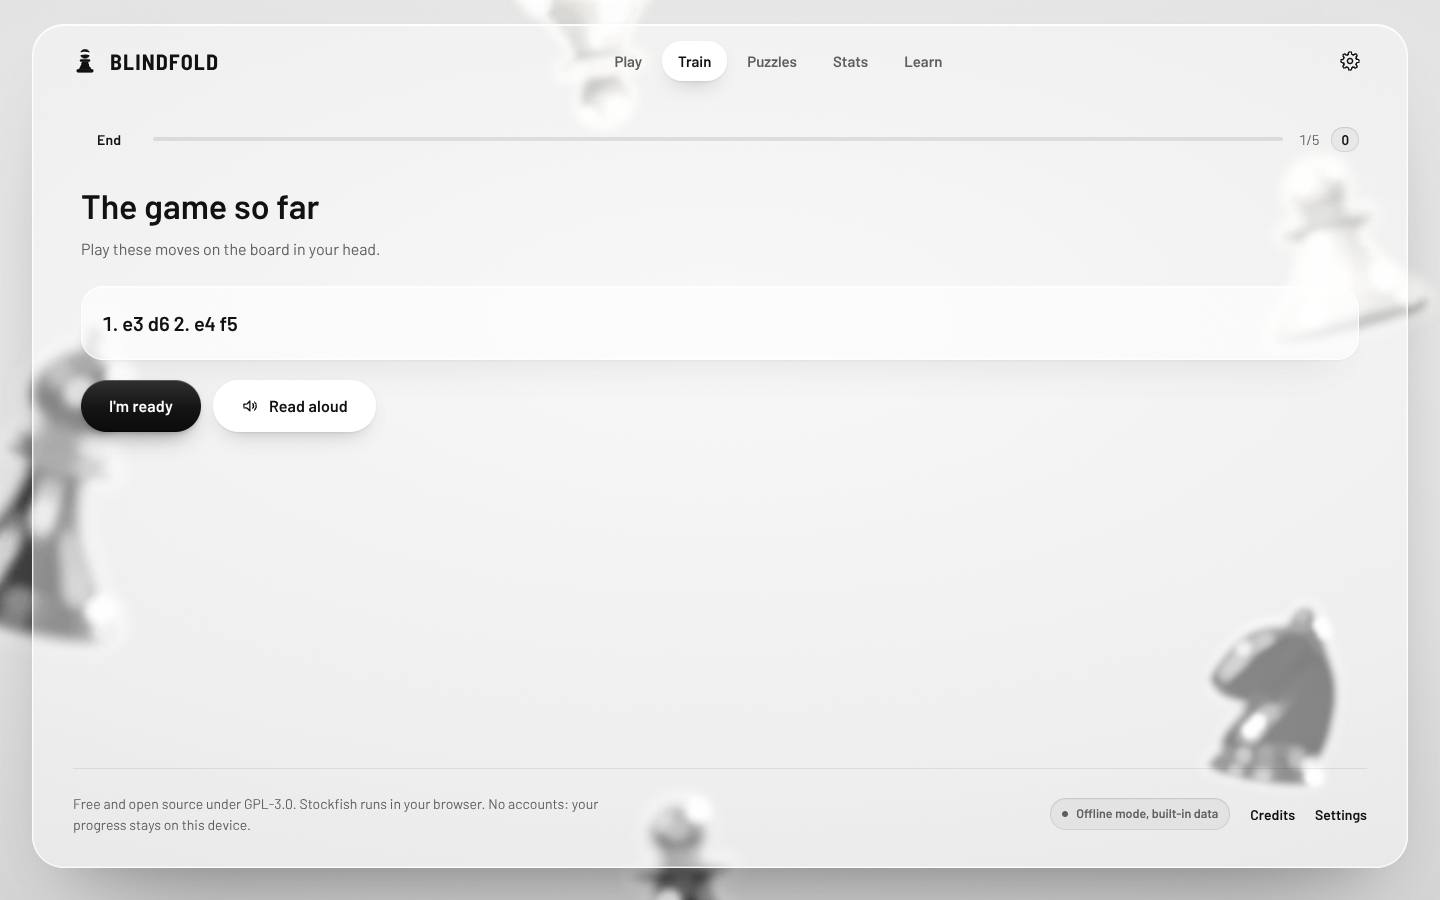 BLINDFOLD
Play
Train
Puzzles
Stats
Learn
End
1/5
0
The game so far
Play these moves on the board in your head.
1. e3 d6 2. e4 f5
I'm ready
Read aloud
Free and open source under GPL-3.0. Stockfish runs in your browser. No accounts: your
progress stays on this device.
Offline mode, built-in data
Credits
Settings